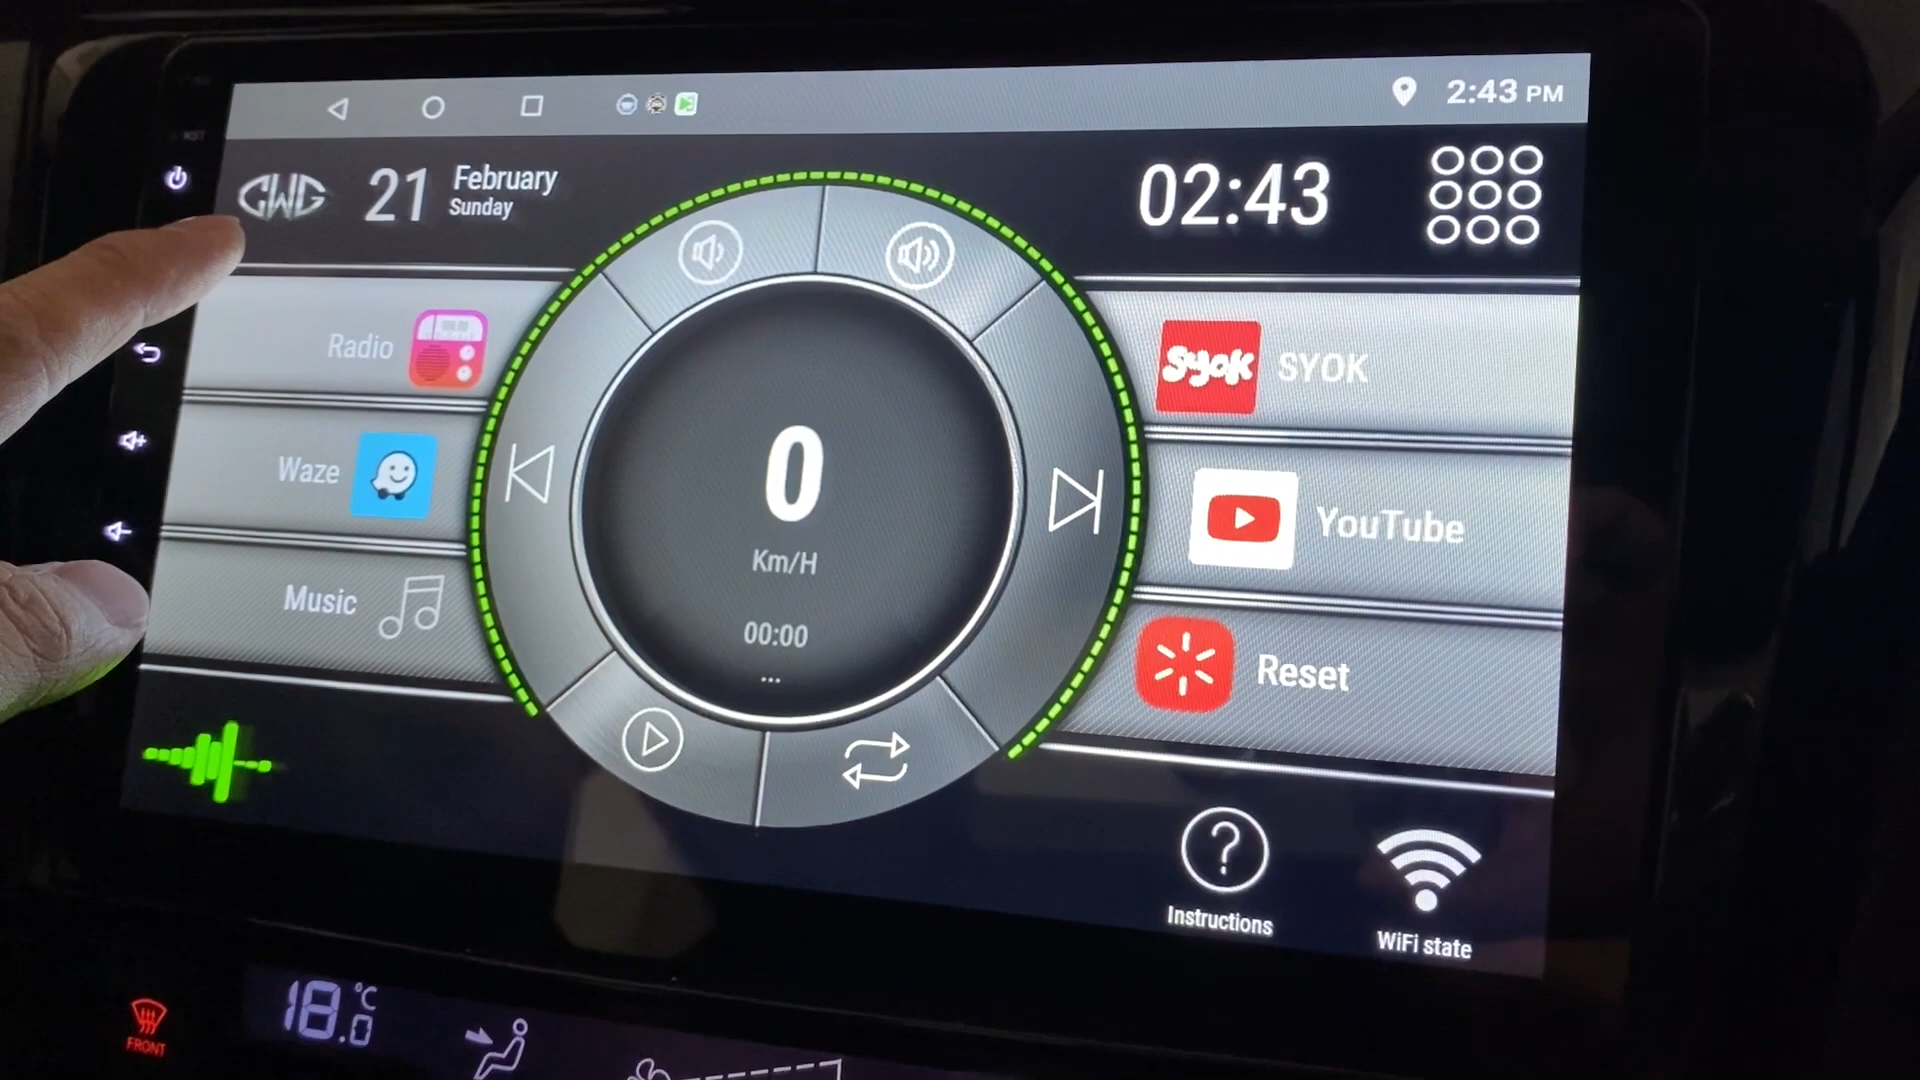 2:43 PM
RST
GWG
21 February
Sunday
02:43
Radio
Syok SYOK
Waze
0
Km/H
YouTube
Music
00:00
...
Reset
Instructions
WiFi state
18.0 °C
FRONT